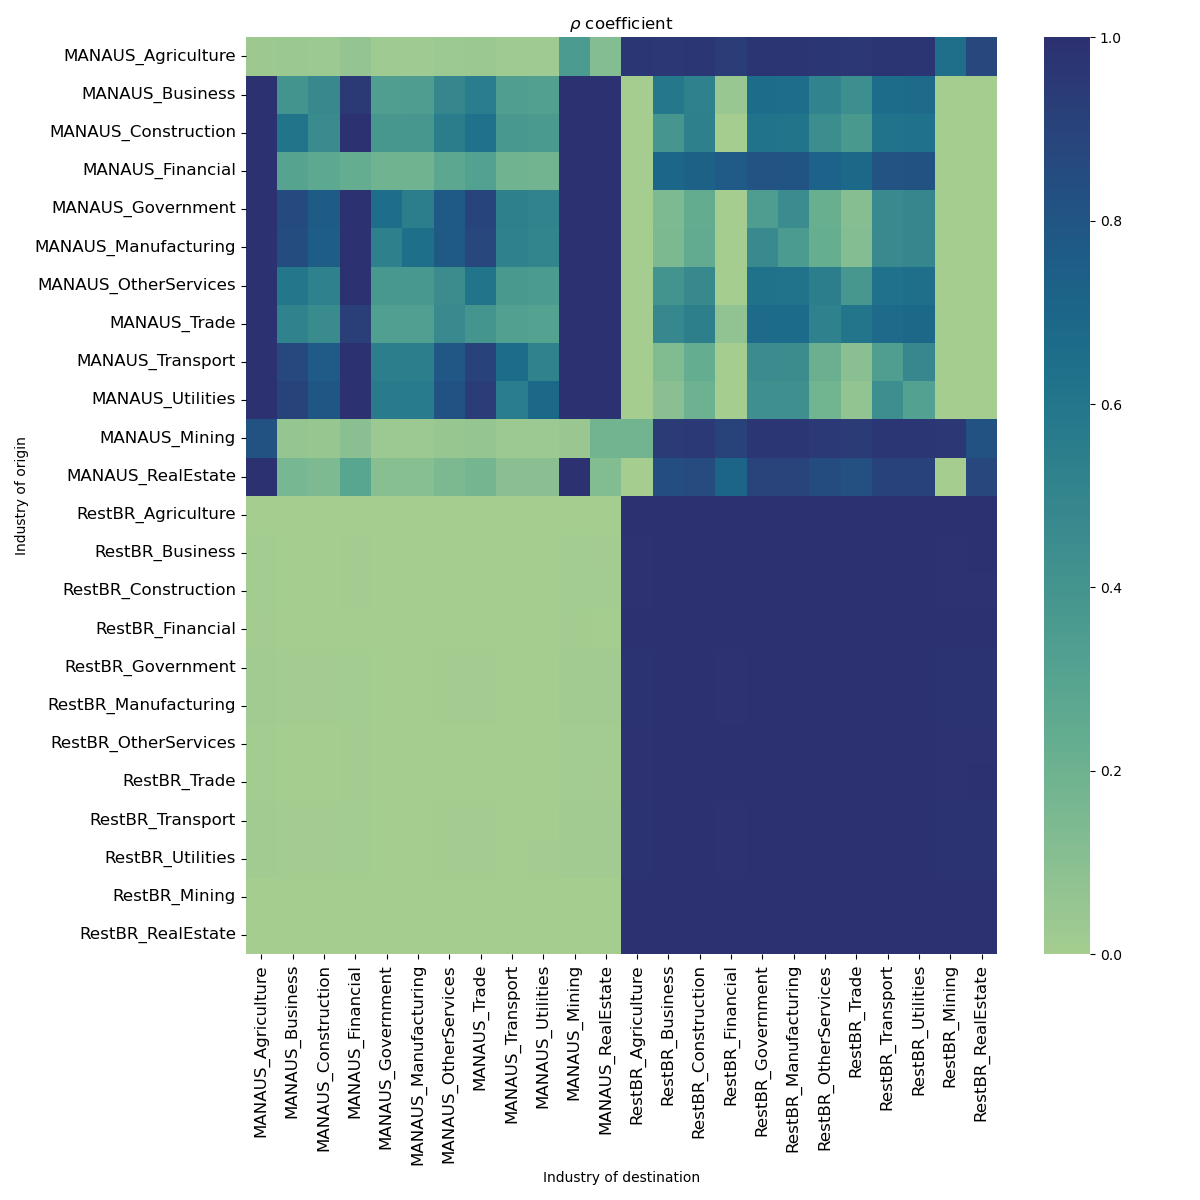 ρ coefficient
MANAUS_Agriculture
MANAUS_Business
MANAUS_Construction
MANAUS_Financial
MANAUS_Government
MANAUS_Manufacturing
MANAUS_OtherServices
MANAUS_Trade
MANAUS_Transport
MANAUS_Utilities
MANAUS_Mining
MANAUS_RealEstate
RestBR_Agriculture
RestBR_Business
RestBR_Construction
RestBR_Financial
RestBR_Government
RestBR_Manufacturing
RestBR_OtherServices
RestBR_Trade
RestBR_Transport
RestBR_Utilities
RestBR_Mining
RestBR_RealEstate
Industry of origin
MANAUS_Agriculture
MANAUS_Business
MANAUS_Construction
MANAUS_Financial
MANAUS_Government
MANAUS_Manufacturing
MANAUS_OtherServices
MANAUS_Trade
MANAUS_Transport
MANAUS_Utilities
MANAUS_Mining
MANAUS_RealEstate
RestBR_Agriculture
RestBR_Business
RestBR_Construction
RestBR_Financial
RestBR_Government
RestBR_Manufacturing
RestBR_OtherServices
RestBR_Trade
RestBR_Transport
RestBR_Utilities
RestBR_Mining
RestBR_RealEstate
Industry of destination
1.0
0.8
0.6
0.4
0.2
0.0